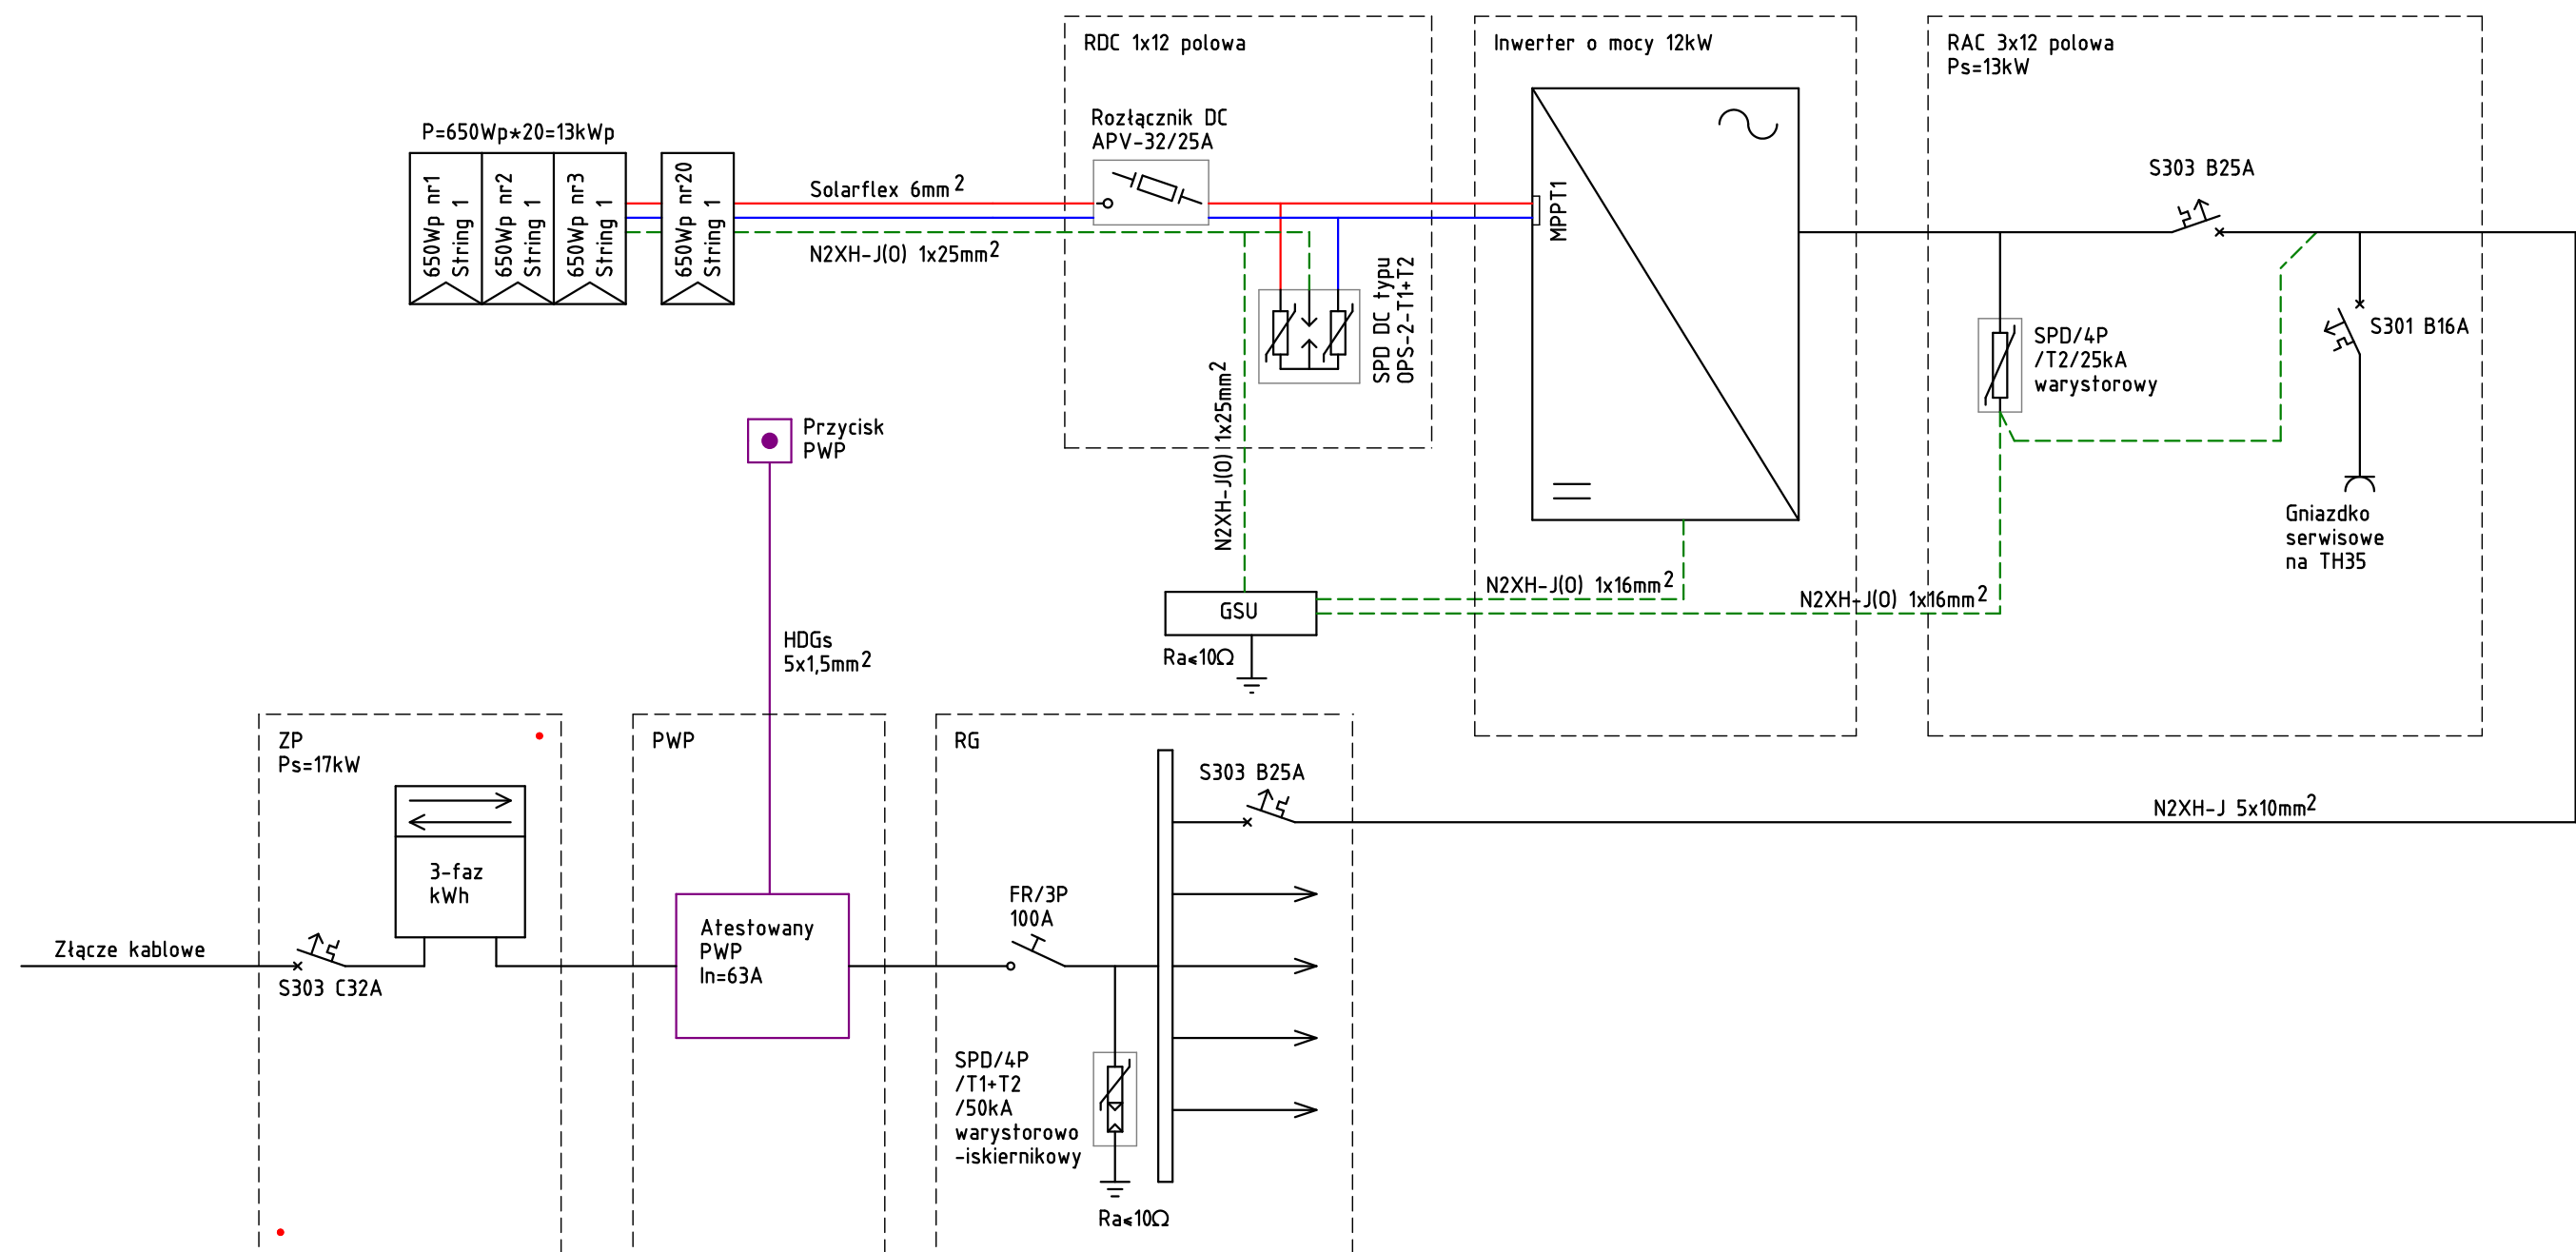 RDC 1x12 polowa
Inwerter o mocy 12kW
RAC 3x12 polowa
Ps=13kW
P=650Wp*20=13kWp
650Wp nr1
String 1
650Wp nr2
String 1
650Wp nr3
String 1
650Wp nr20
String 1
Solarflex 6mm²
N2XH-J(O) 1x25mm²
Rozłącznik DC
APV-32/25A
SPD DC typu
OPS-2-T1+T2
MPPT1
S303 B25A
S301 B16A
SPD/4P
/T2/25kA
warystorowy
Gniazdko
serwisowe
na TH35
Przycisk
PWP
N2XH-J(O) 1x25mm²
N2XH-J(O) 1x16mm²
N2XH-J(O) 1x16mm²
GSU
Ra≤10Ω
HDGs
5x1,5mm²
ZP
Ps=17kW
3-faz
kWh
Złącze kablowe
S303 C32A
PWP
Atestowany
PWP
In=63A
RG
S303 B25A
N2XH-J 5x10mm²
FR/3P
100A
SPD/4P
/T1+T2
/50kA
warystorowo
-iskiernikowy
Ra≤10Ω